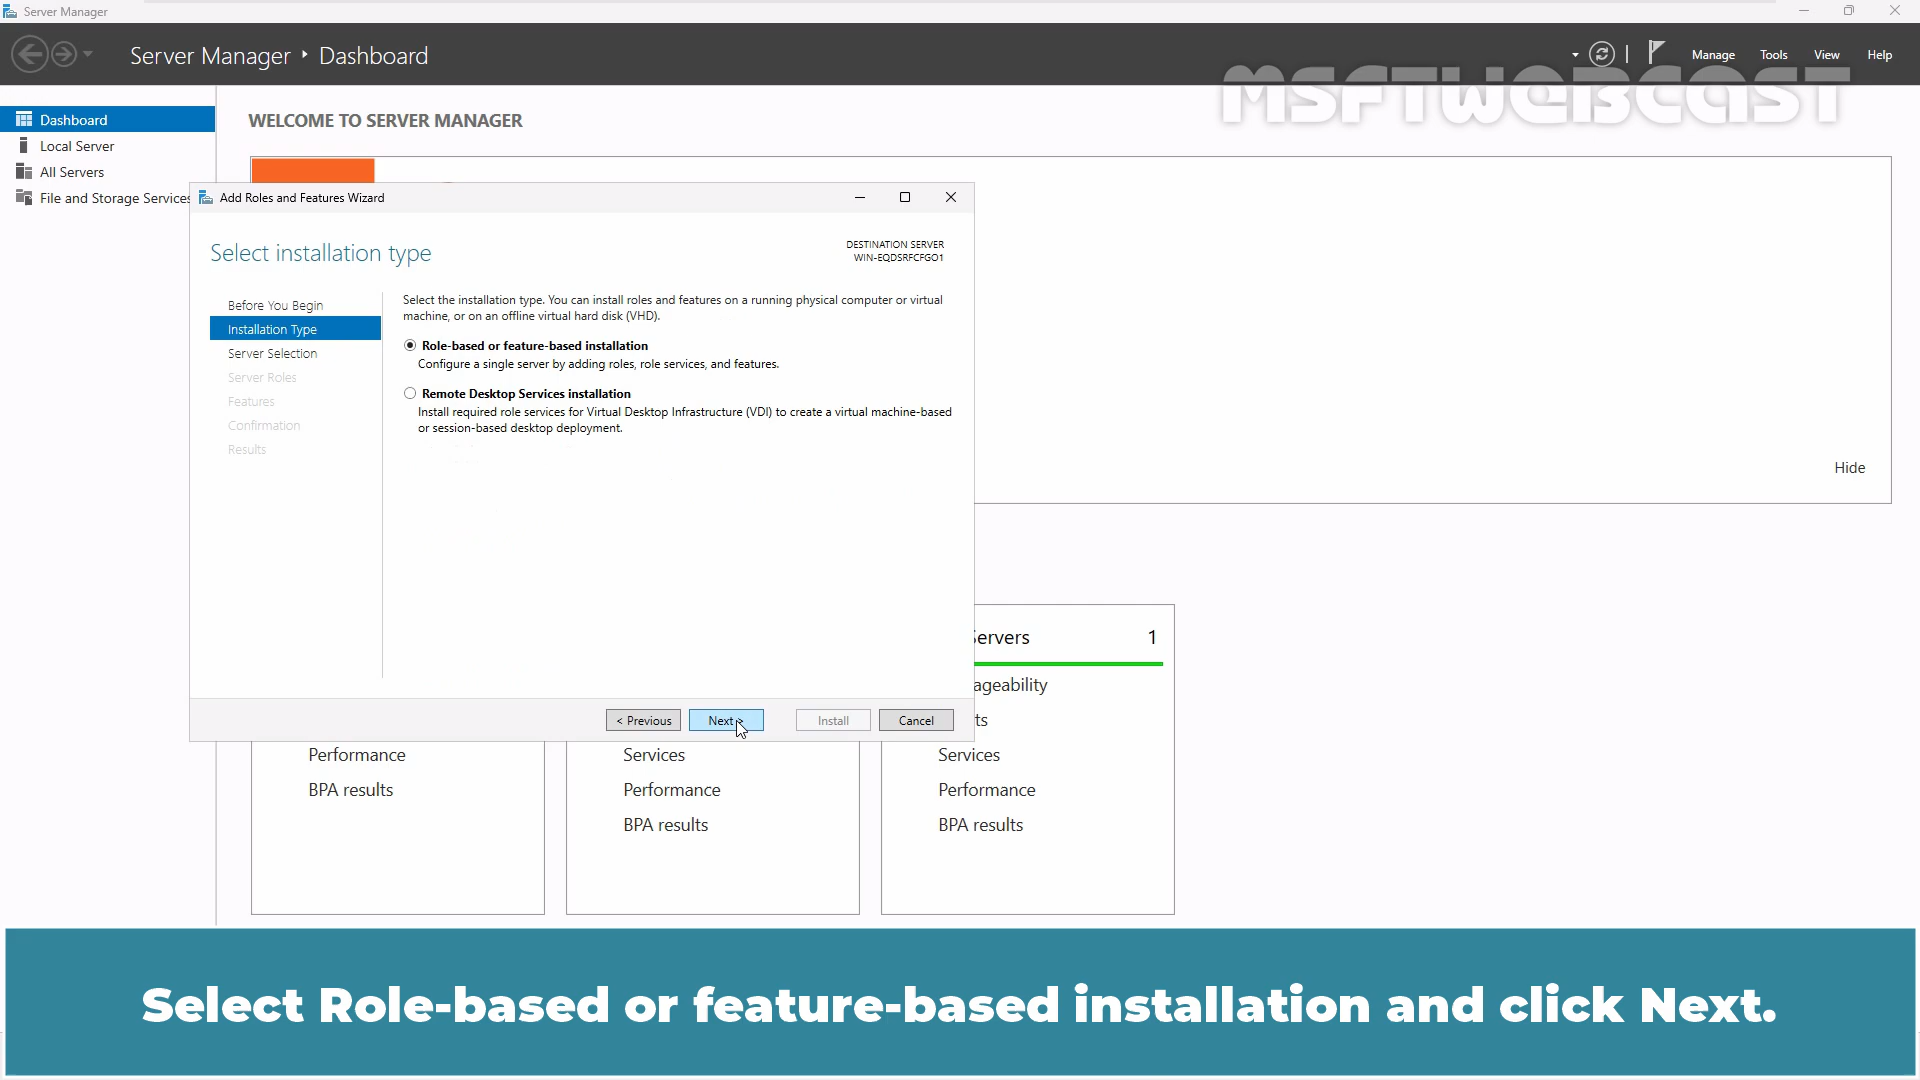 Server Manager
Server Manager ‣ Dashboard
Manage Tools View Help
MSFTWEBCAST
Dashboard
Local Server
All Servers
File and Storage Services
WELCOME TO SERVER MANAGER
Add Roles and Features Wizard
Select installation type
DESTINATION SERVER
WIN-EQDSRFCFGO1
Before You Begin
Installation Type
Server Selection
Server Roles
Features
Confirmation
Results
Select the installation type. You can install roles and features on a running physical computer or virtual
machine, or on an offline virtual hard disk (VHD).
Role-based or feature-based installation
Configure a single server by adding roles, role services, and features.
Remote Desktop Services installation
Install required role services for Virtual Desktop Infrastructure (VDI) to create a virtual machine-based
or session-based desktop deployment.
< Previous Next > Install Cancel
Hide
Servers 1
ageability
ts
Services
Performance
BPA results
Services
Performance
BPA results
Performance
BPA results
Select Role-based or feature-based installation and click Next.